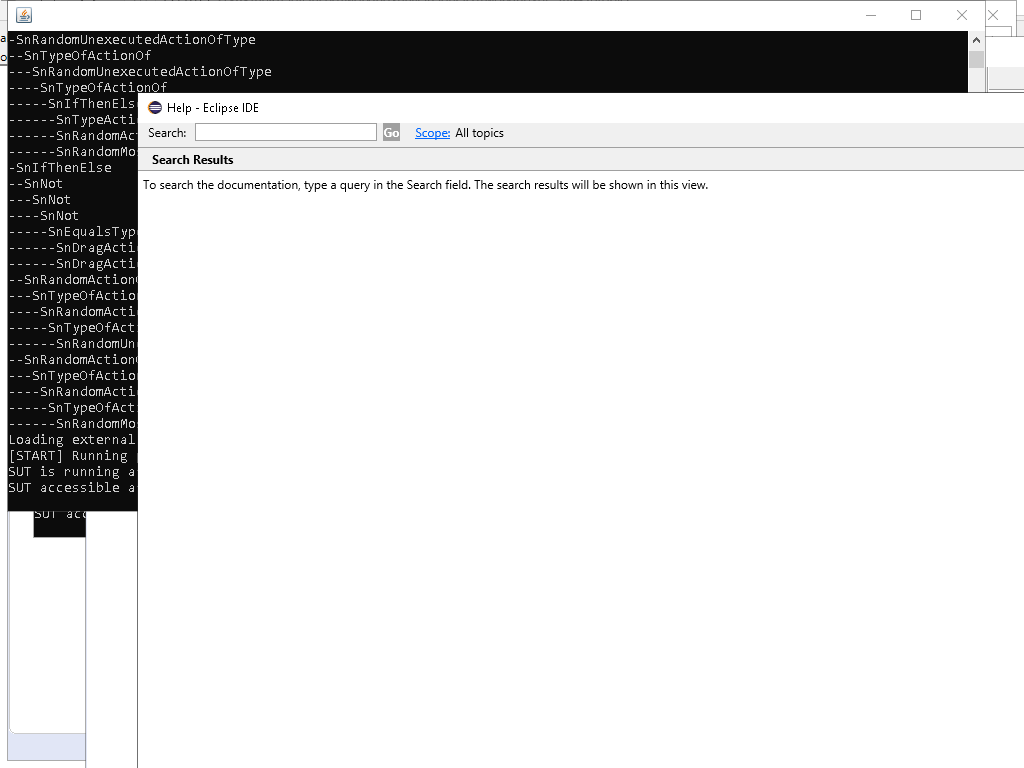 -SnRandomUnexecutedActionOfType
--SnTypeOfActionOf
---SnRandomUnexecutedActionOfType
----SnTypeOfActionOf
-----SnIfThenEls
------SnTypeActi
------SnRandomAc
------SnRandomMo
-SnIfThenElse
--SnNot
---SnNot
----SnNot
-----SnEqualsTyp
------SnDragActi
------SnDragActi
--SnRandomAction
---SnTypeOfActio
----SnRandomActi
-----SnTypeOfAct
------SnRandomUn
--SnRandomAction
---SnTypeOfActio
----SnRandomActi
-----SnTypeOfAct
------SnRandomMo
Loading external
[START] Running
SUT is running a
SUT accessible a
SUT acc
Help - Eclipse IDE
Search: Go Scope: All topics
Search Results
To search the documentation, type a query in the Search field. The search results will be shown in this view.